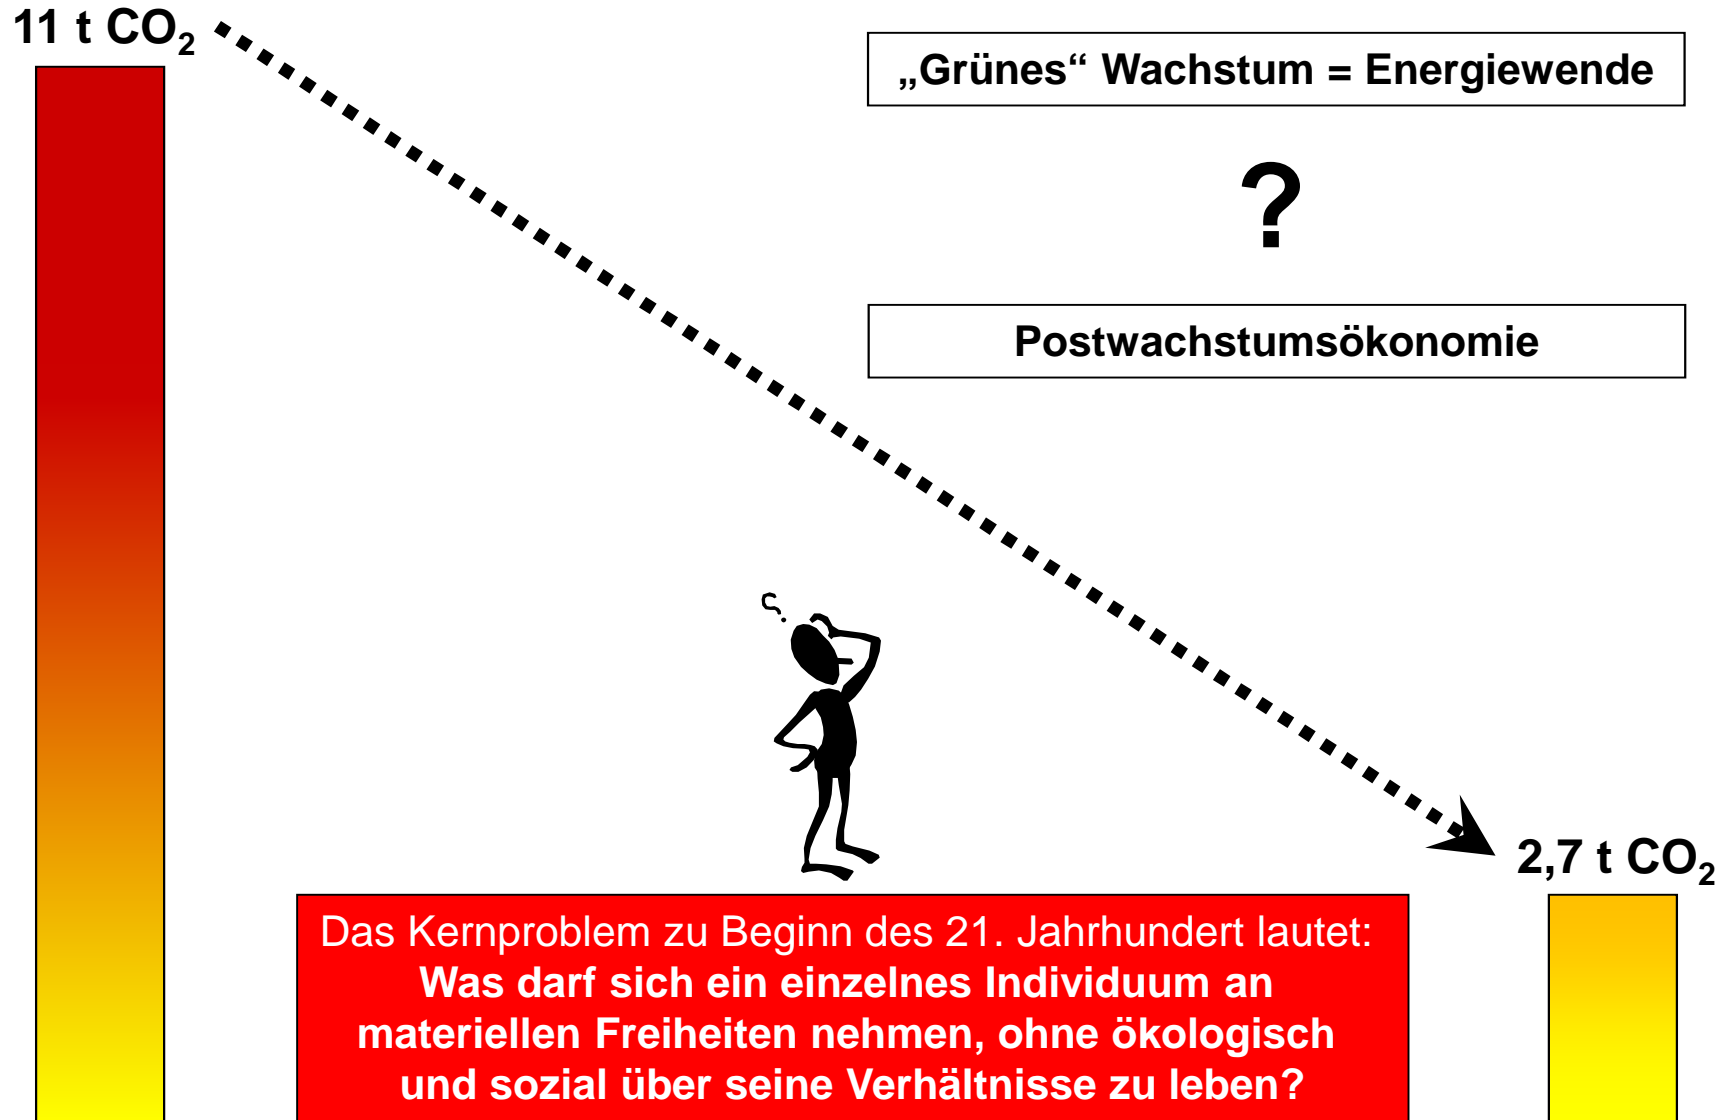 11 t CO₂
„Grünes“ Wachstum = Energiewende
?
Postwachstumsökonomie
?
2,7 t CO₂
Das Kernproblem zu Beginn des 21. Jahrhundert lautet:
Was darf sich ein einzelnes Individuum an
materiellen Freiheiten nehmen, ohne ökologisch
und sozial über seine Verhältnisse zu leben?